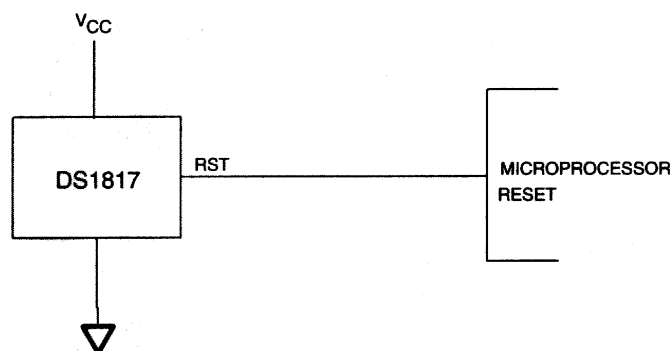 VCC
DS1817
RST
MICROPROCESSOR
RESET